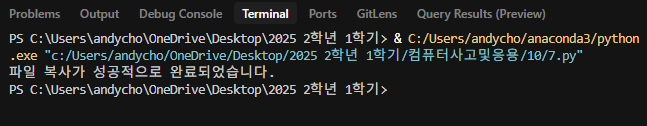 Problems Output Debug Console Terminal Ports GitLens Query Results (Preview)
PS C:\Users\andycho\OneDrive\Desktop\2025 2학년 1학기> & C:/Users/andycho/anaconda3/python
.exe "c:/Users/andycho/OneDrive/Desktop/2025 2학년 1학기/컴퓨터사고및응용/10/7.py"
파일 복사가 성공적으로 완료되었습니다.
PS C:\Users\andycho\OneDrive\Desktop\2025 2학년 1학기>